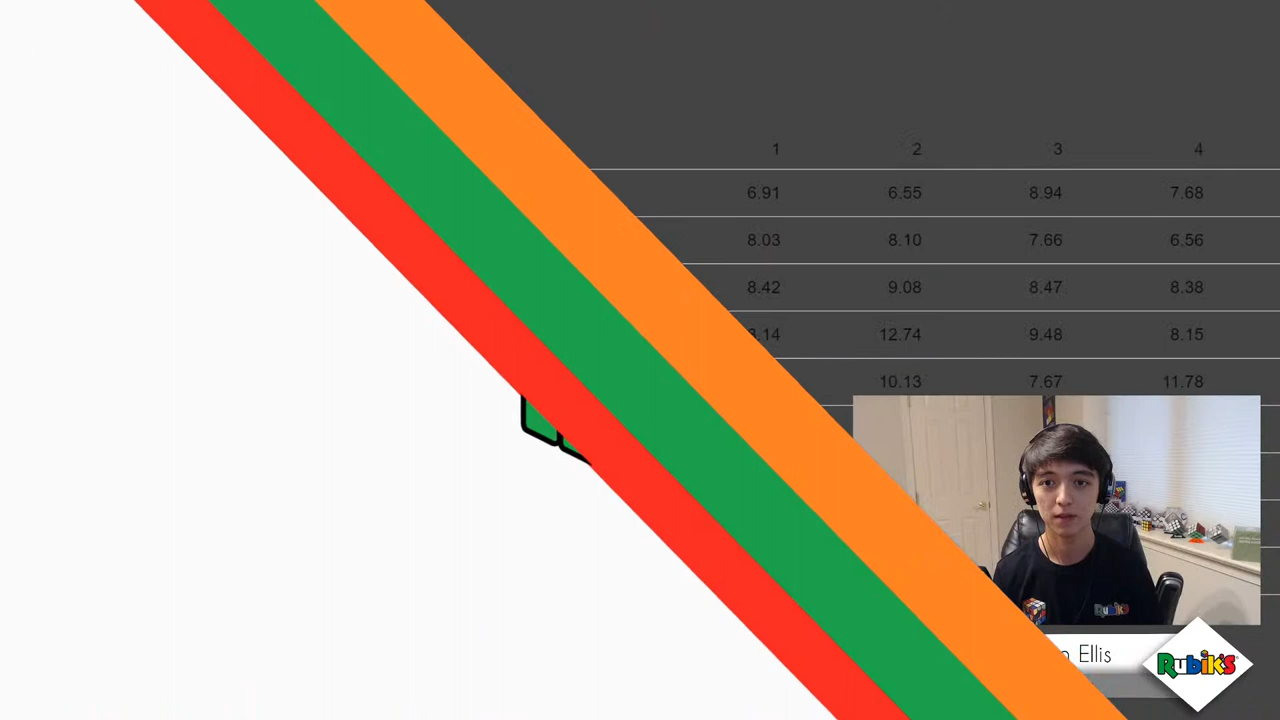 1 2 3 4
6.91 6.55 8.94 7.68
8.03 8.10 7.66 6.56
8.42 9.08 8.47 8.38
.14 12.74 9.48 8.15
10.13 7.67 11.78
Ellis
Rubik's
Rubik's